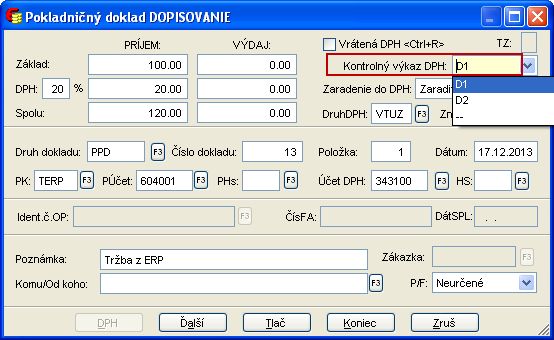 Pokladničný doklad DOPISOVANIE
PRÍJEM: VÝDAJ: Vrátená DPH <Ctrl+R> TZ:
Základ: 100.00 0.00 Kontrolný výkaz DPH: D1
DPH: 20 % 20.00 0.00 Zaradenie do DPH: Zaradi D1
D2
Spolu: 120.00 0.00 DruhDPH: VTUZ F3 Zn --
Druh dokladu: PPD F3 Číslo dokladu: 13 Položka: 1 Dátum: 17.12.2013
PK: TERP F3 PÚčet: 604001 F3 PHs: F3 Účet DPH: 343100 F3 HS: F3
Ident.č.OP: F3 ČísFA: DátSPL: . .
Poznámka: Tržba z ERP Zákazka: F3
Komu/Od koho: F3 P/F: Neurčené
DPH Ďalší Tlač Koniec Zruš